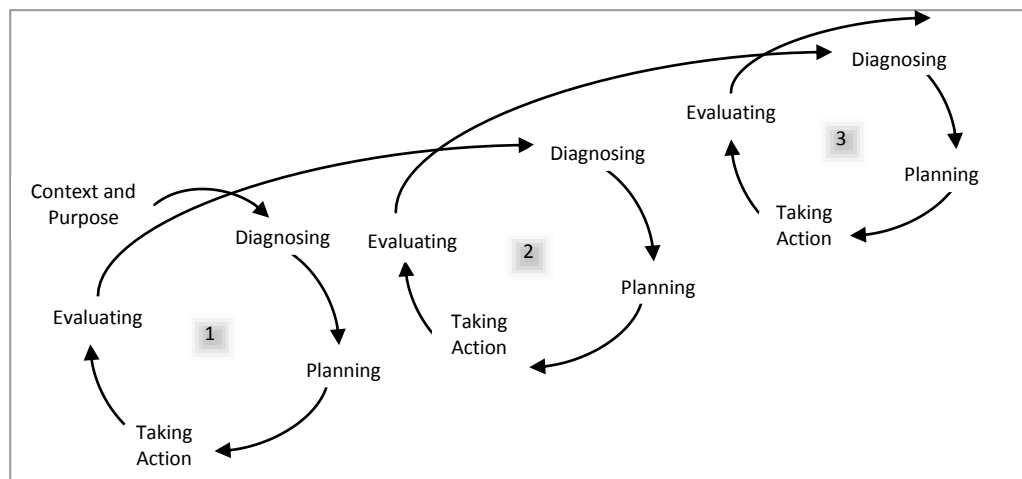 Context and
Purpose
Diagnosing
Planning
Taking
Action
Evaluating
1
Diagnosing
Planning
Taking
Action
Evaluating
2
Diagnosing
Planning
Taking
Action
Evaluating
3